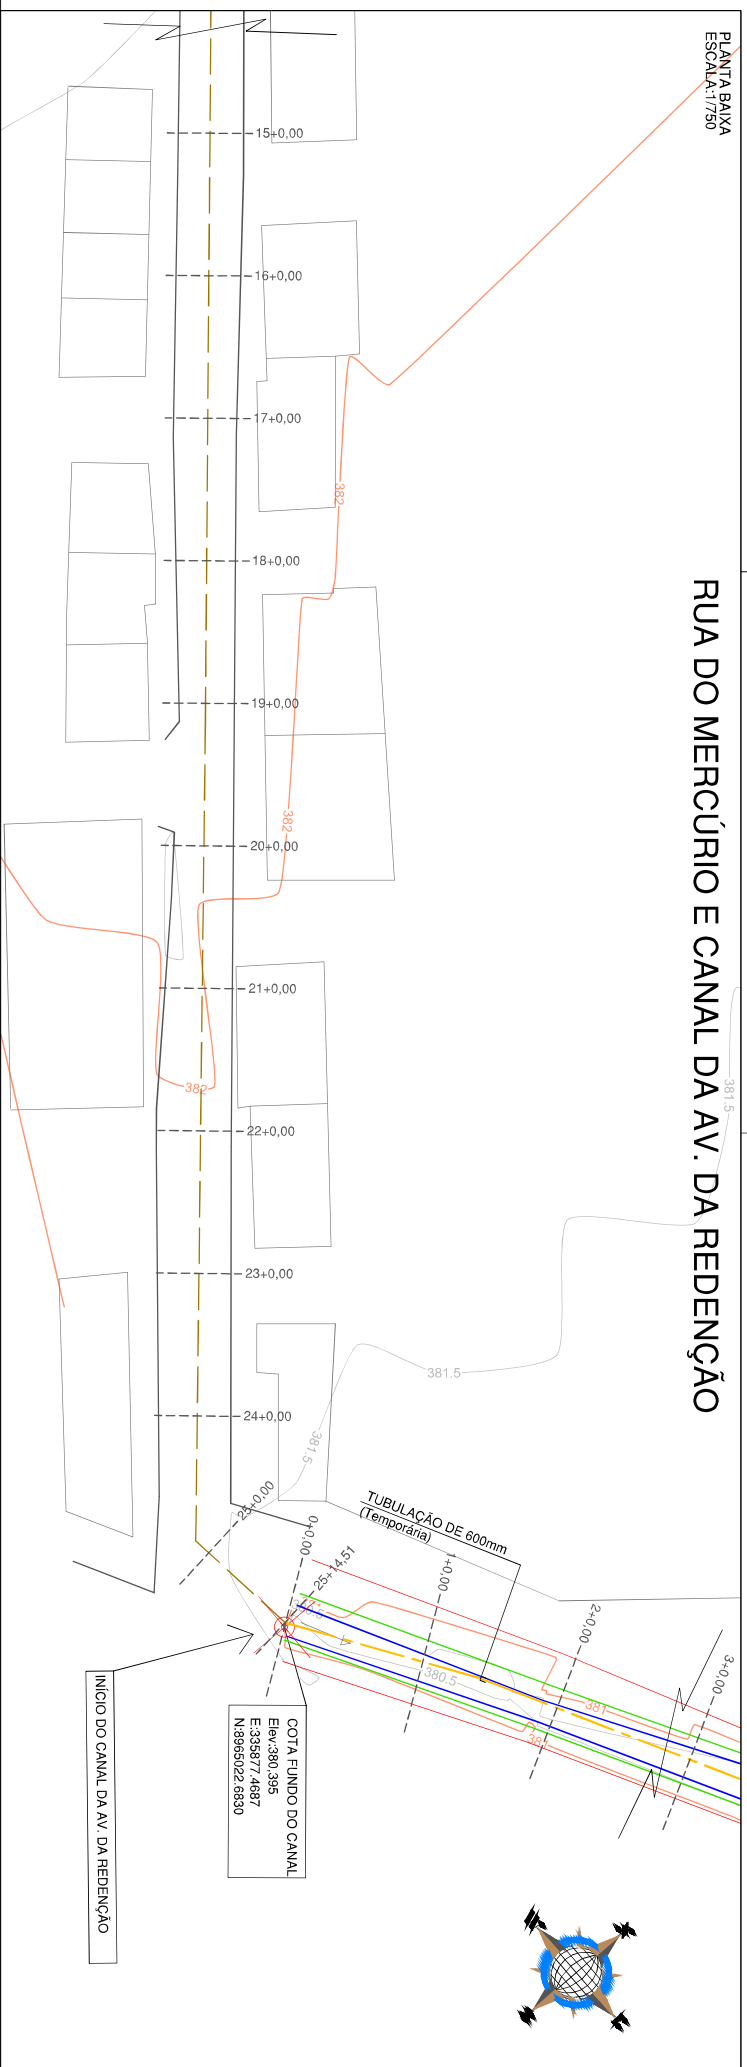 PLANTA BAIXA
ESCALA:1/750
RUA DO MERCÚRIO E CANAL DA AV. DA REDENÇÃO
15+0,00
16+0,00
17+0,00
382
18+0,00
19+0,00
382
20+0,00
21+0,00
382
22+0,00
23+0,00
24+0,00
25+0,00
25+14,51
381.5
381.5
381.5
0+0,00
1+0,00
2+0,00
3+0,00
TUBULAÇÃO DE 600mm
(Temporária)
380.5
381
381
COTA FUNDO DO CANAL
Elev:380,395
E:335877.4687
N:8965022.6830
INÍCIO DO CANAL DA AV. DA REDENÇÃO